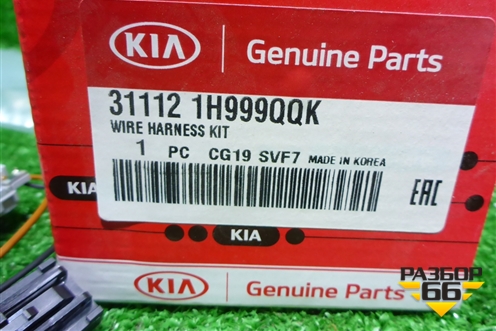 KIA Genuine Parts
31112 1H999QQK
WIRE HARNESS KIT
1 PC CG19 SVF7 MADE IN KOREA
EAC
KIA
KIA
KIA Genuine Parts
РАЗБОР
66